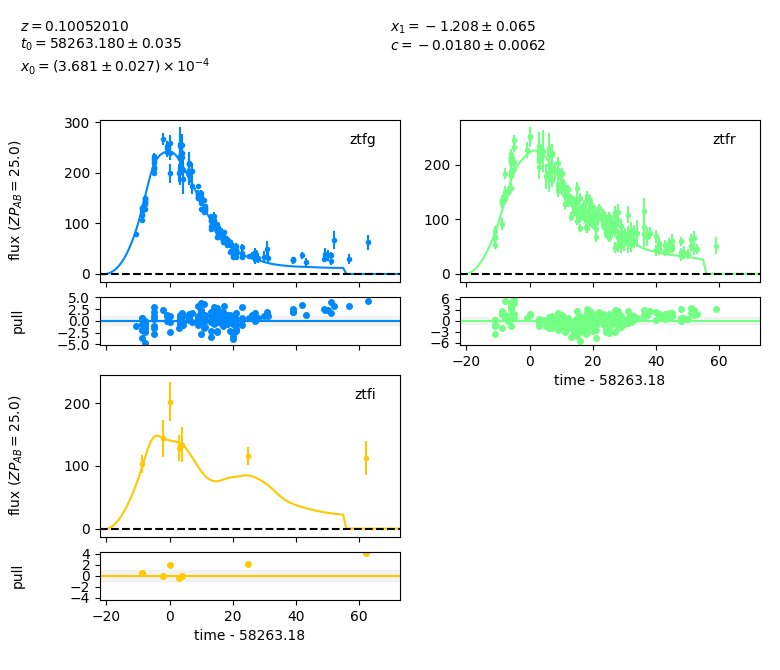 z = 0.10052010
t₀ = 58263.180 ± 0.035
x₀ = (3.681 ± 0.027) × 10⁻⁴
x₁ = −1.208 ± 0.065
c = −0.0180 ± 0.0062
flux (ZP_AB = 25.0)
300
200
100
0
ztfg
pull
5.0
2.5
0.0
−2.5
−5.0
200
100
0
ztfr
6
3
0
−3
−6
−20 0 20 40 60
time - 58263.18
flux (ZP_AB = 25.0)
200
100
0
ztfi
pull
4
2
0
−2
−4
−20 0 20 40 60
time - 58263.18